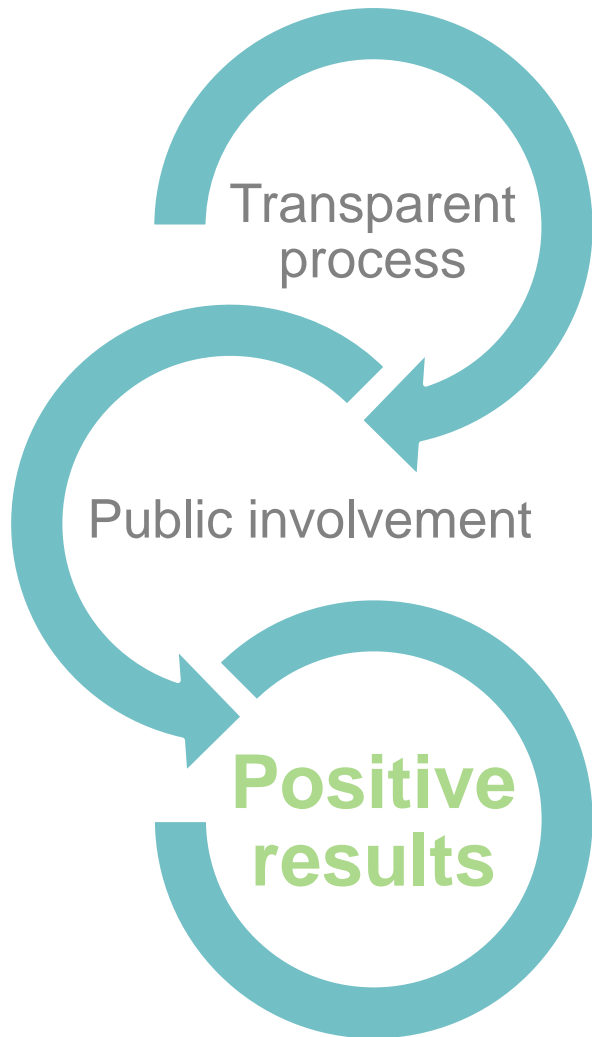 Transparent
process
Public involvement
Positive
results